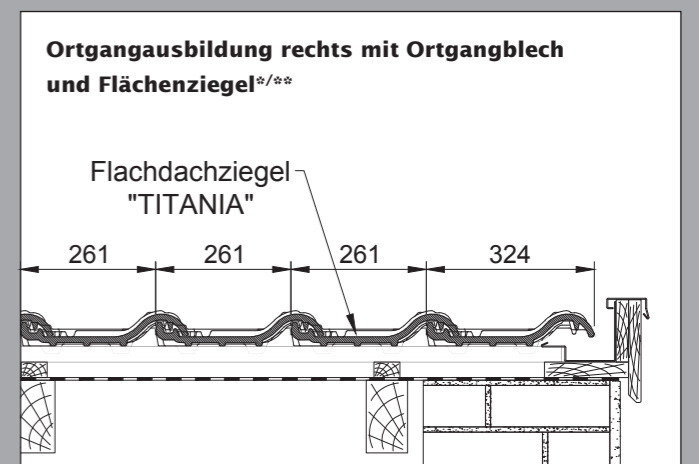 Ortgangausbildung rechts mit Ortgangblech
und Flächenziegel*/**
Flachdachziegel
"TITANIA"
261 261 261 324